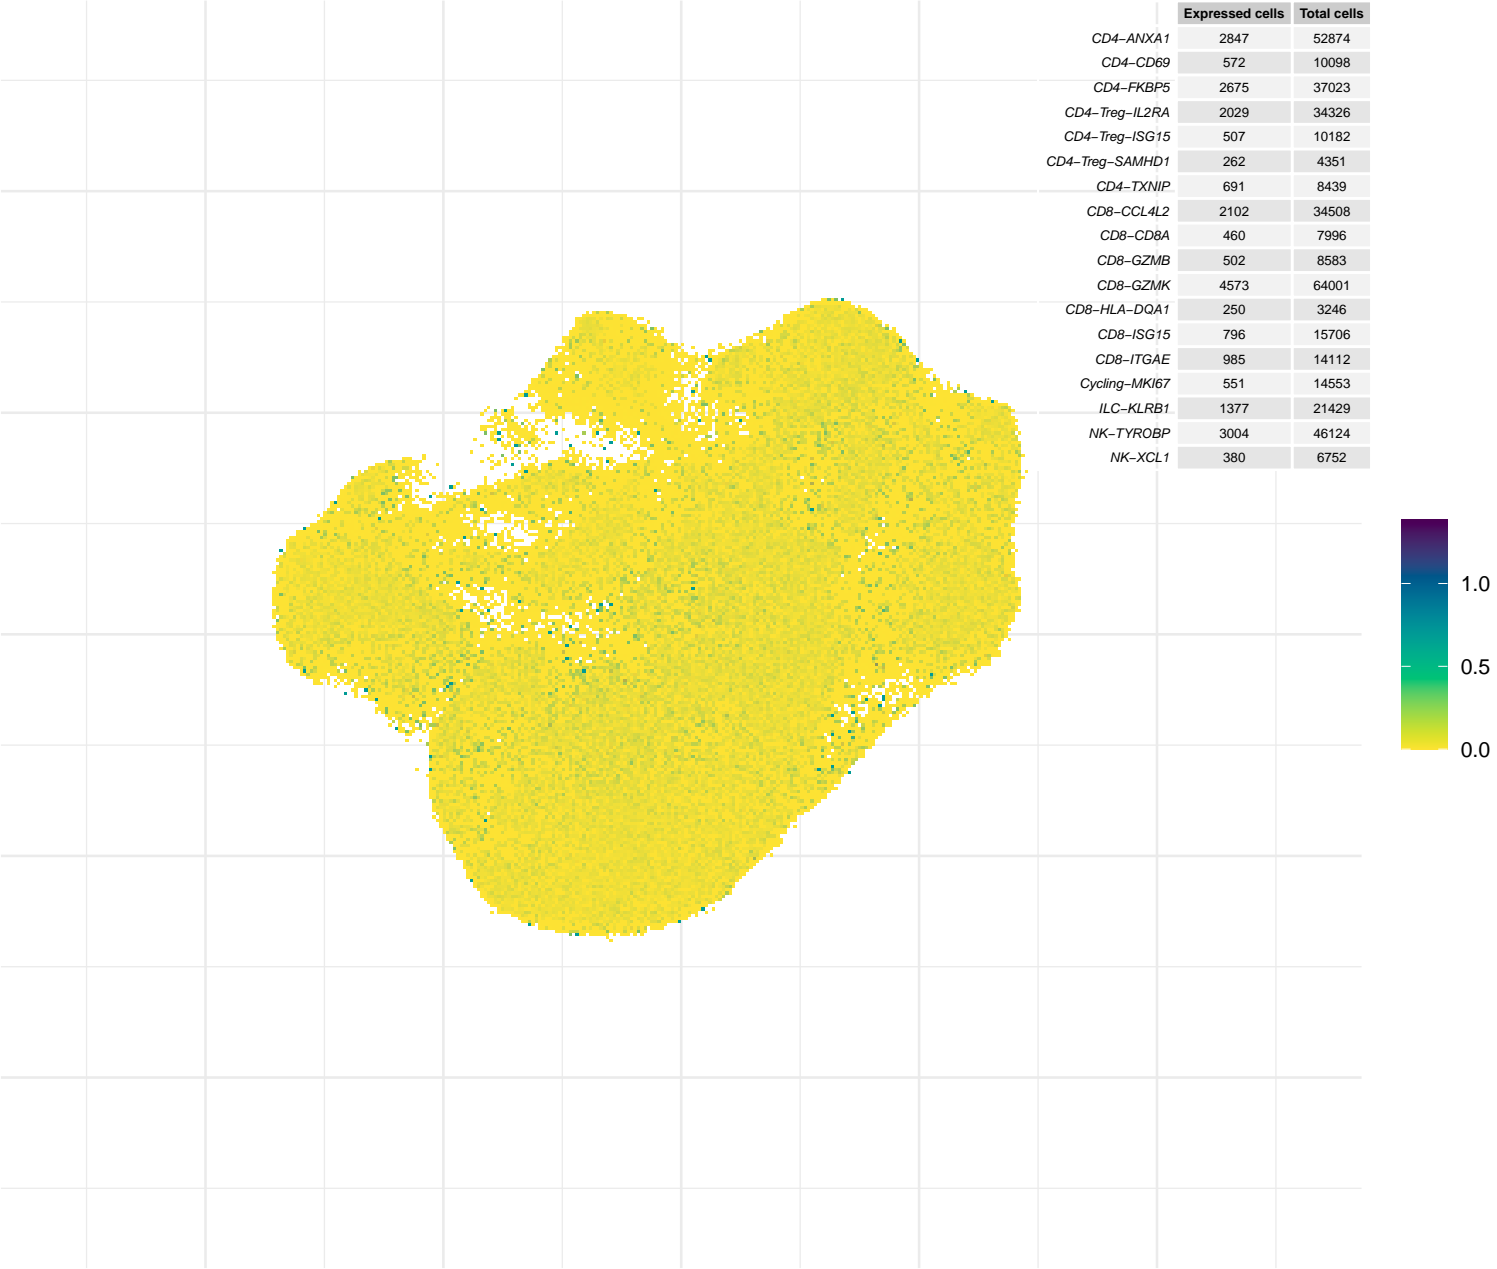 Expressed cells Total cells
CD4−ANXA1 2847 52874
CD4−CD69 572 10098
CD4−FKBP5 2675 37023
CD4−Treg−IL2RA 2029 34326
CD4−Treg−ISG15 507 10182
CD4−Treg−SAMHD1 262 4351
CD4−TXNIP 691 8439
CD8−CCL4L2 2102 34508
CD8−CD8A 460 7996
CD8−GZMB 502 8583
CD8−GZMK 4573 64001
CD8−HLA−DQA1 250 3246
CD8−ISG15 796 15706
CD8−ITGAE 985 14112
Cycling−MKI67 551 14553
ILC−KLRB1 1377 21429
NK−TYROBP 3004 46124
NK−XCL1 380 6752
1.0
0.5
0.0